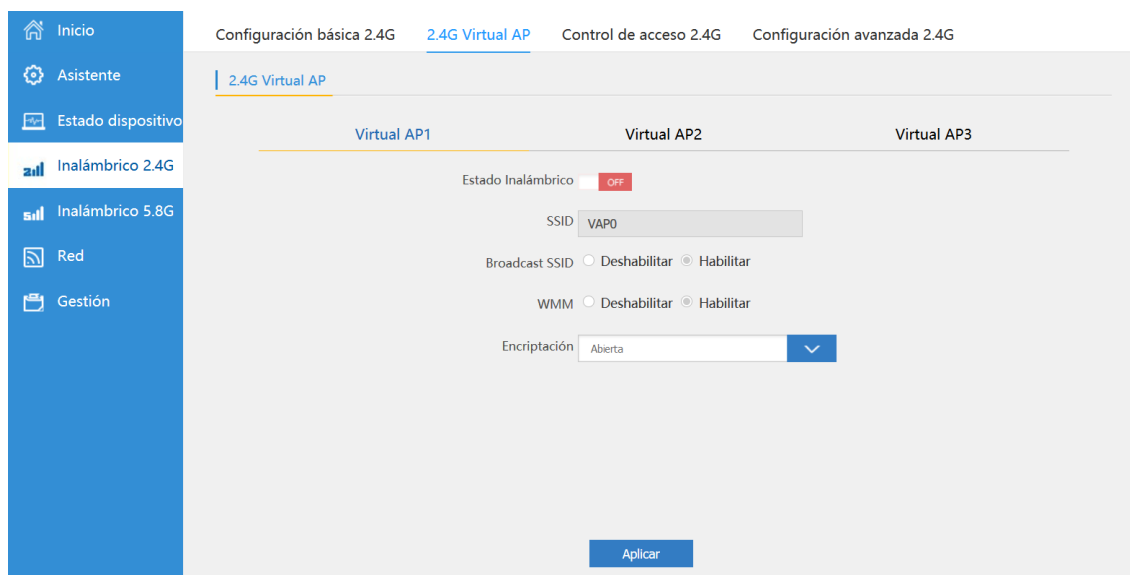 Inicio
Asistente
Estado dispositivo
Inalámbrico 2.4G
Inalámbrico 5.8G
Red
Gestión
Configuración básica 2.4G 2.4G Virtual AP Control de acceso 2.4G Configuración avanzada 2.4G
2.4G Virtual AP
Virtual AP1 Virtual AP2 Virtual AP3
Estado Inalámbrico OFF
SSID VAP0
Broadcast SSID Deshabilitar Habilitar
WMM Deshabilitar Habilitar
Encriptación Abierta
Aplicar